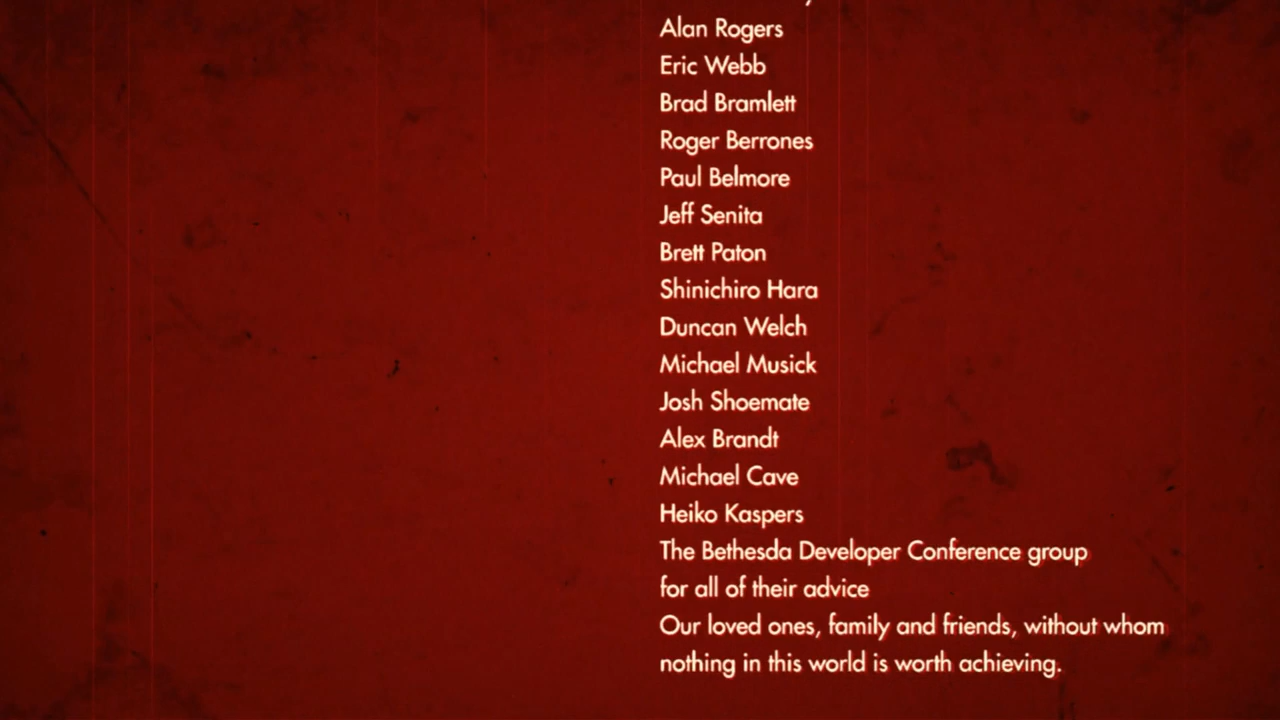 Alan Rogers
Eric Webb
Brad Bramlett
Roger Berrones
Paul Belmore
Jeff Senita
Brett Paton
Shinichiro Hara
Duncan Welch
Michael Musick
Josh Shoemate
Alex Brandt
Michael Cave
Heiko Kaspers
The Bethesda Developer Conference group
for all of their advice
Our loved ones, family and friends, without whom
nothing in this world is worth achieving.